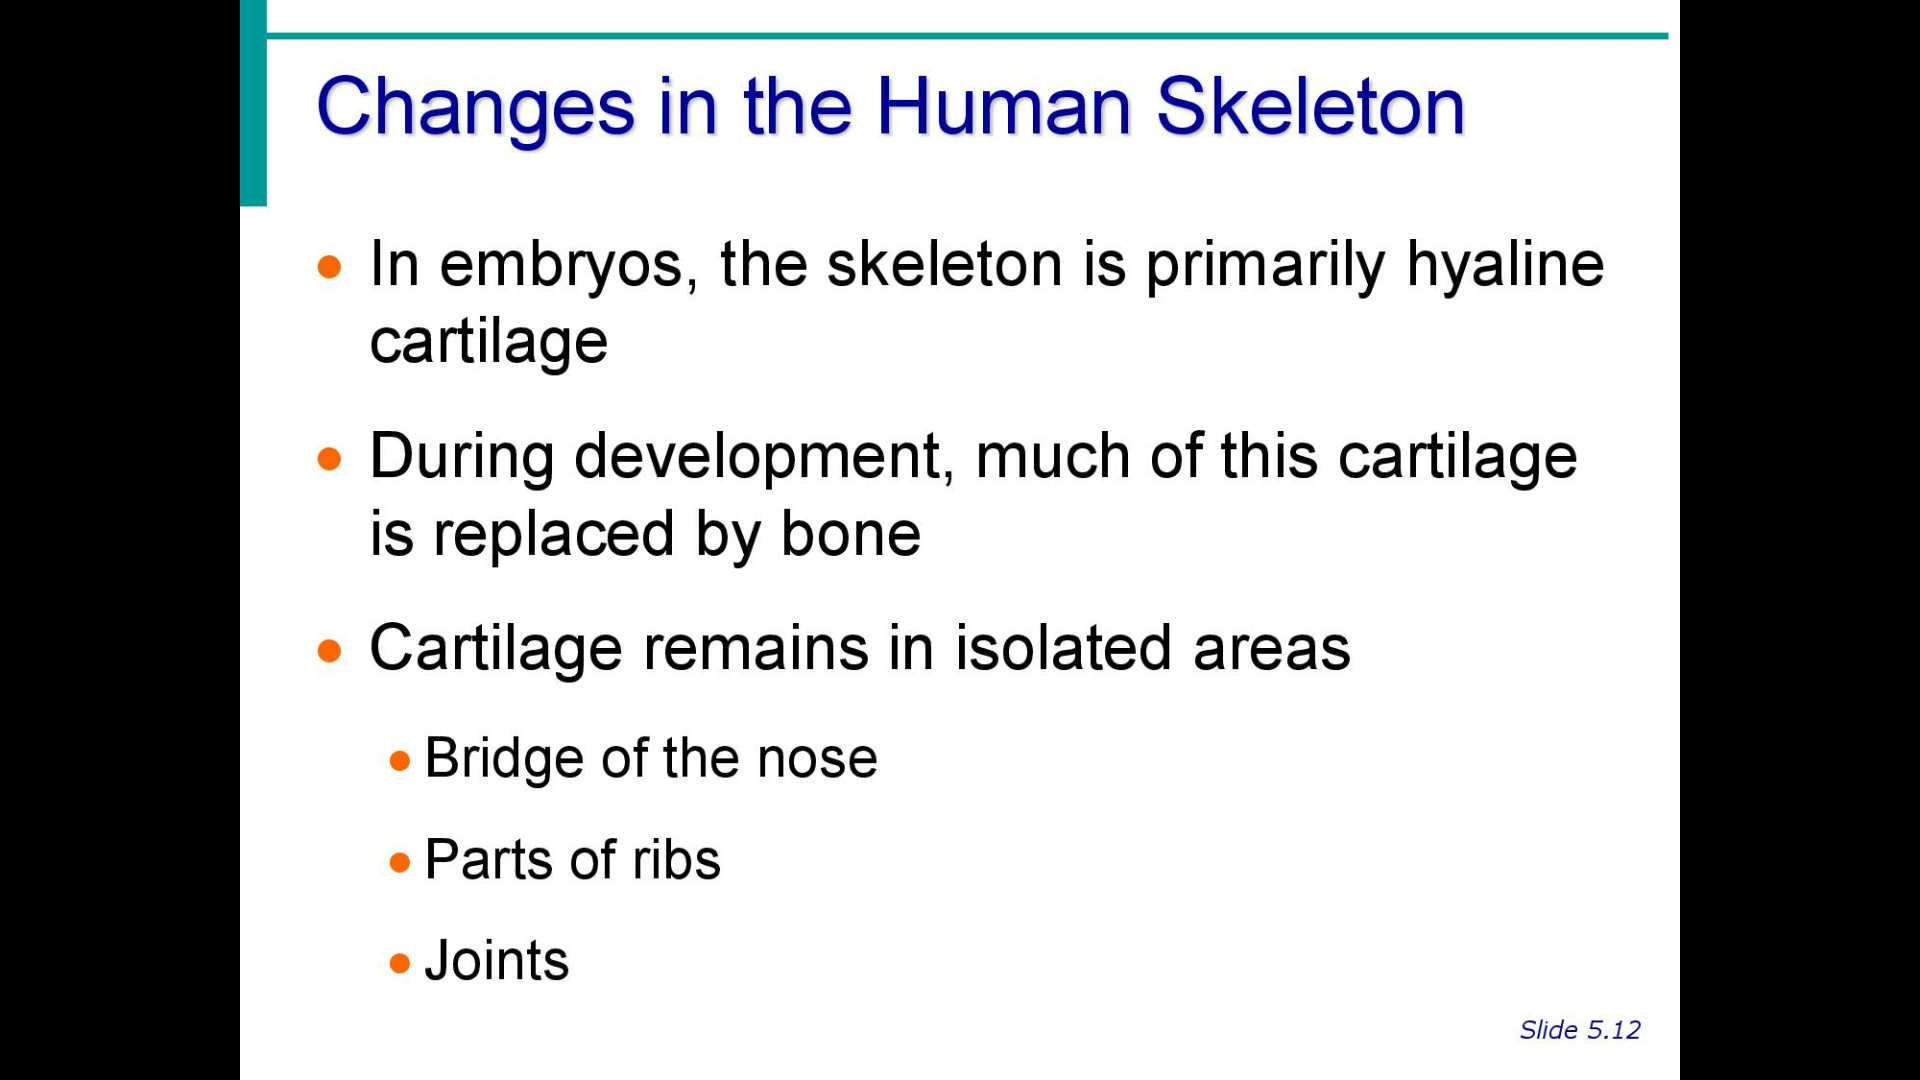 Changes in the Human Skeleton
In embryos, the skeleton is primarily hyaline
cartilage
During development, much of this cartilage
is replaced by bone
Cartilage remains in isolated areas
Bridge of the nose
Parts of ribs
Joints
Slide 5.12